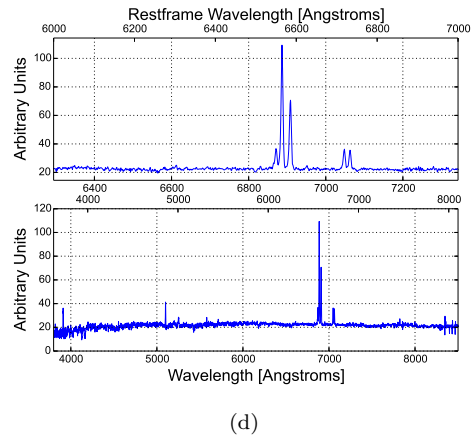 Restframe Wavelength [Angstroms]
6000 6200 6400 6600 6800 7000
Arbitrary Units
100
80
60
40
20
6400 6600 6800 7000 7200
4000 5000 6000 7000 8000
Arbitrary Units
120
100
80
60
40
20
0
4000 5000 6000 7000 8000
Wavelength [Angstroms]
(d)